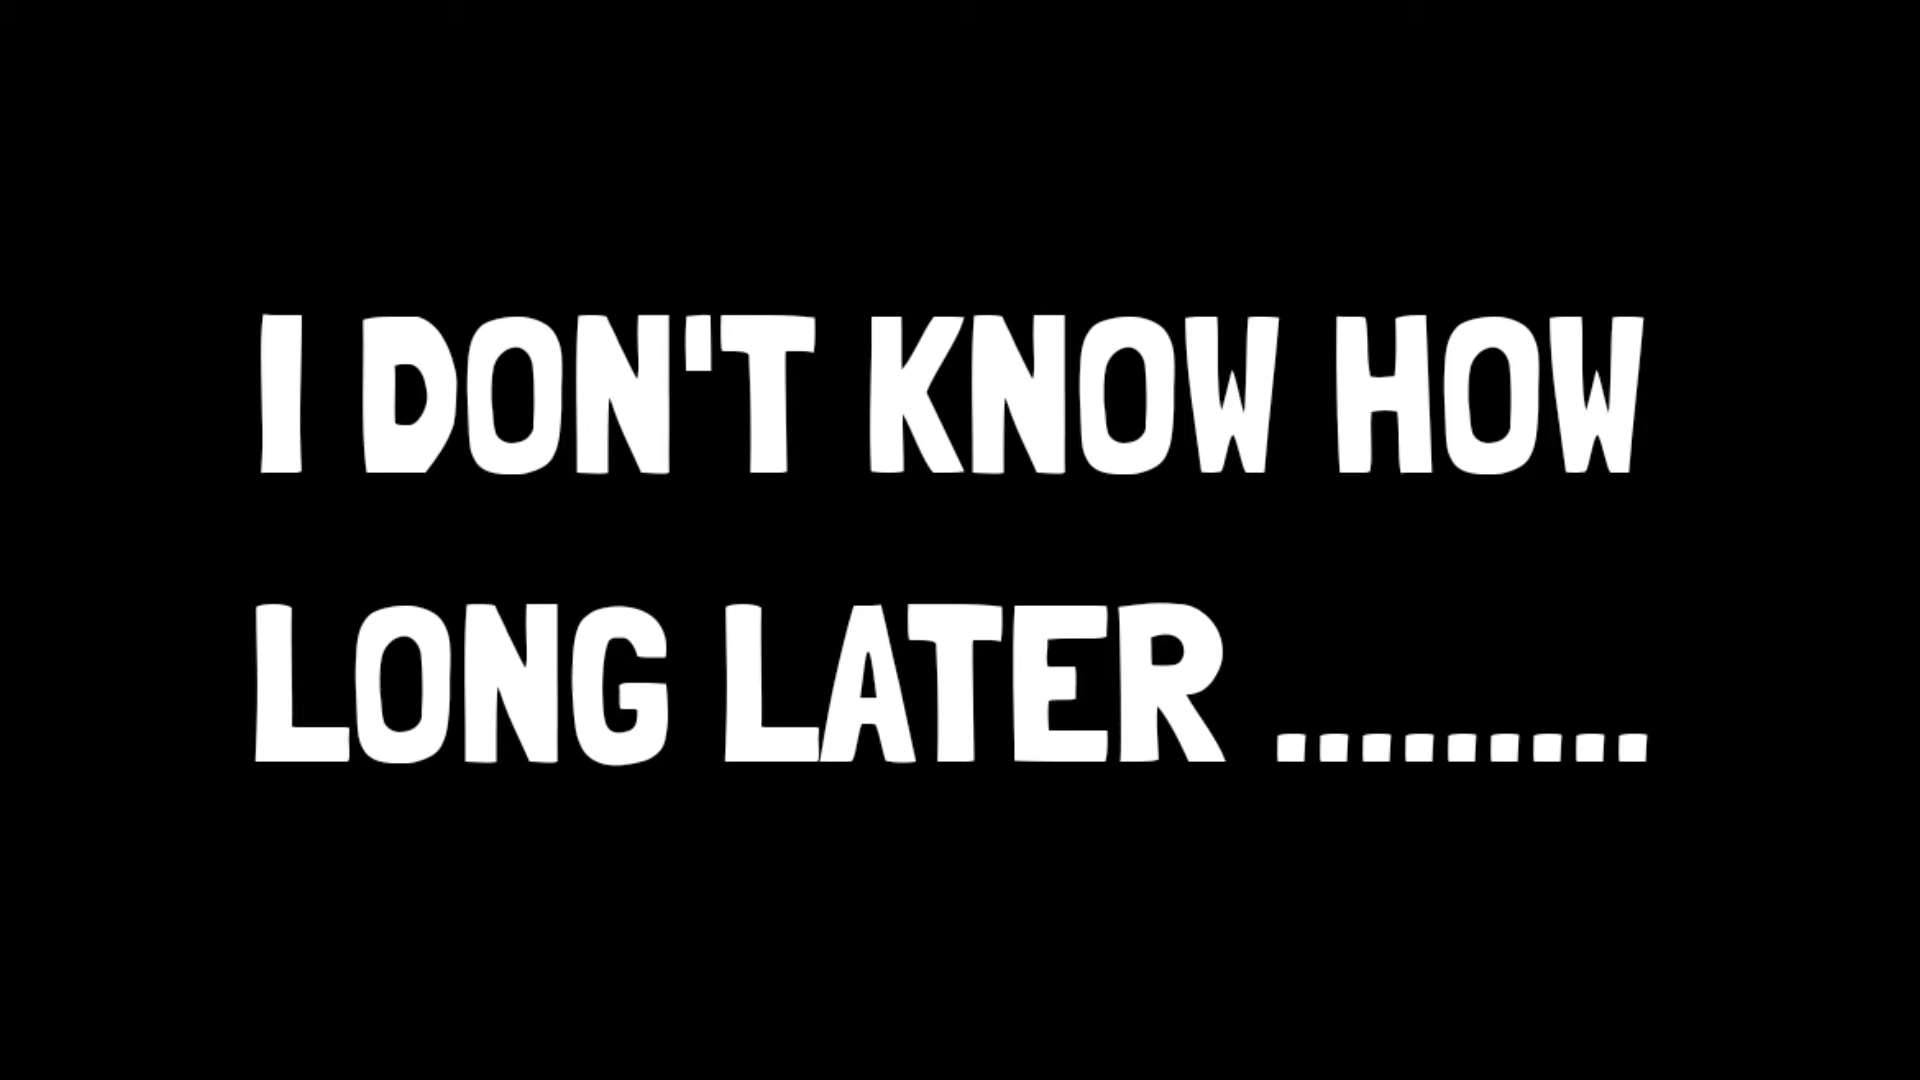 I DON'T KNOW HOW
LONG LATER .........